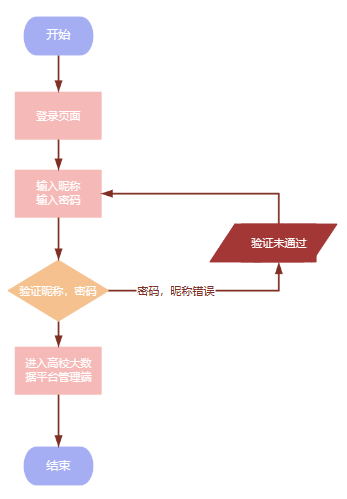 开始
登录页面
输入昵称
输入密码
验证未通过
验证昵称，密码
密码，昵称错误
进入高校大数
据平台管理端
结束